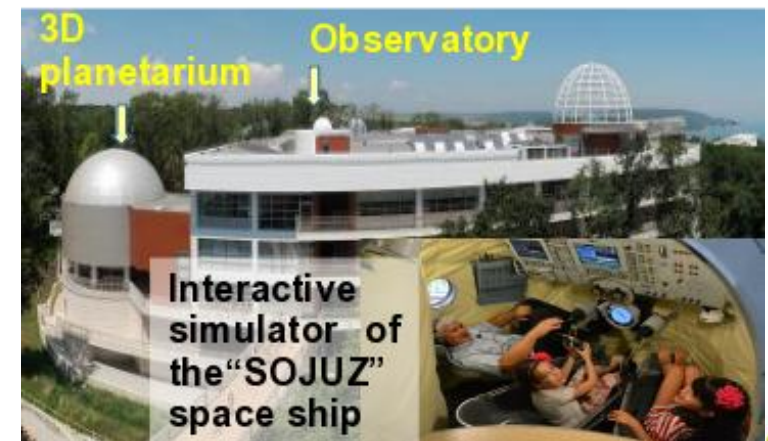 3D
planetarium
Observatory
Interactive
simulator of
the“SOJUZ”
space ship